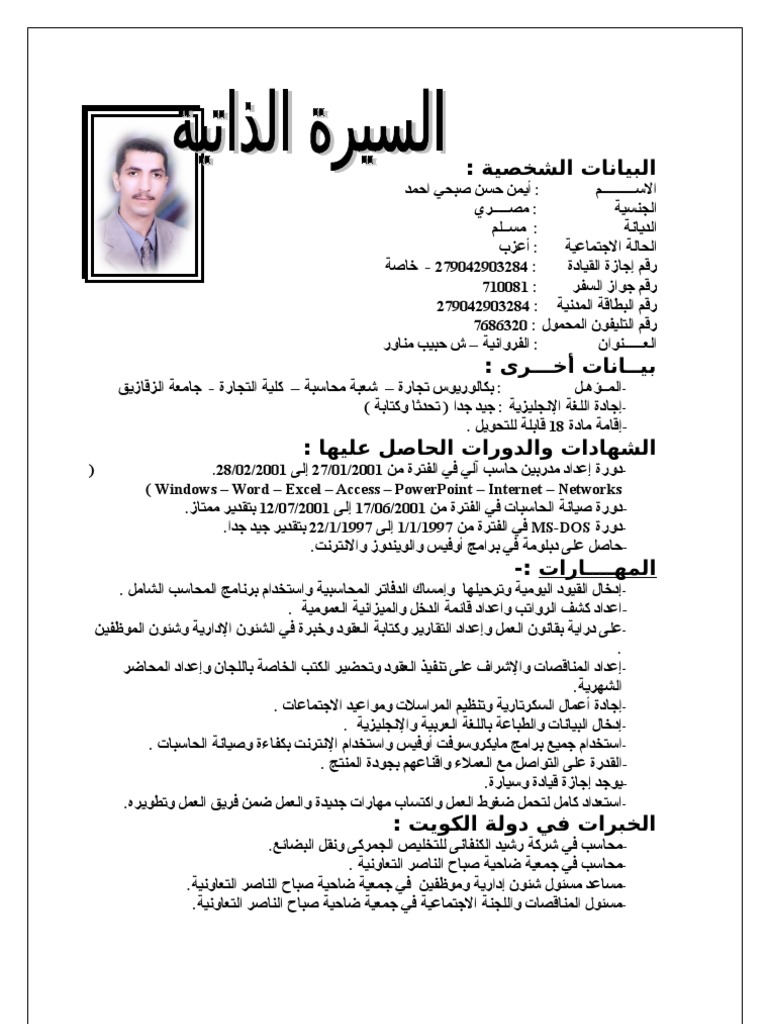 السيرة الذاتية
البيانات الشخصية :
الاســـــــم : أيمن حسن صبحي احمد
الجنسية : مصــــري
الديانة : مســلم
الحالة الاجتماعية : أعزب
رقم إجازة القيادة : 279042903284 - خاصة
رقم جواز السفر : 710081
رقم البطاقة المدنية : 279042903284
رقم التليفون المحمول : 7686320
العـــــنوان : الفروانية – ش حبيب مناور
بيــانات أخـــرى :
-المــؤهــل : بكالوريوس تجارة – شعبة محاسبة – كلية التجارة - جامعة الزقازيق
-إجادة اللغة الإنجليزية : جيد جدا ( تحدثا وكتابة )
-إقامة مادة 18 قابلة للتحويل .
الشهادات والدورات الحاصل عليها :
-دورة إعداد مدربين حاسب آلي في الفترة من 27/01/2001 إلى 28/02/2001. (
( Windows – Word – Excel – Access – PowerPoint – Internet – Networks
-دورة صيانة الحاسبات في الفترة من 17/06/2001 إلى 12/07/2001 بتقدير ممتاز.
-دورة MS-DOS في الفترة من 1/1/1997 إلى 22/1/1997 بتقدير جيد جدا.
-حاصل على دبلومة في برامج أوفيس والويندوز والانترنت.
المهــــارات :-
-إدخال القيود اليومية وترحيلها وإمساك الدفاتر المحاسبية واستخدام برنامج المحاسب الشامل .
-اعداد كشف الرواتب واعداد قائمة الدخل والميزانية العمومية .
-على دراية بقانون العمل وإعداد التقارير وكتابة العقود وخبرة في الشئون الإدارية وشئون الموظفين
.
-إعداد المناقصات والإشراف على تنفيذ العقود وتحضير الكتب الخاصة باللجان وإعداد المحاضر
الشهرية.
-إجادة أعمال السكرتارية وتنظيم المراسلات ومواعيد الاجتماعات .
-إدخال البيانات والطباعة باللغة العربية والإنجليزية .
-استخدام جميع برامج مايكروسوفت أوفيس واستخدام الإنترنت بكفاءة وصيانة الحاسبات .
-القدرة على التواصل مع العملاء واقناعهم بجودة المنتج .
-يوجد إجازة قيادة وسيارة.
-استعداد كامل لتحمل ضغوط العمل واكتساب مهارات جديدة والعمل ضمن فريق العمل وتطويره.
الخبرات في دولة الكويت :
-محاسب في شركة رشيد الكنفانى للتخليص الجمركى ونقل البضائع.
-محاسب في جمعية ضاحية صباح الناصر التعاونية .
-مساعد مسئول شئون إدارية وموظفين في جمعية ضاحية صباح الناصر التعاونية.
-مسئول المناقصات واللجنة الاجتماعية في جمعية ضاحية صباح الناصر التعاونية.